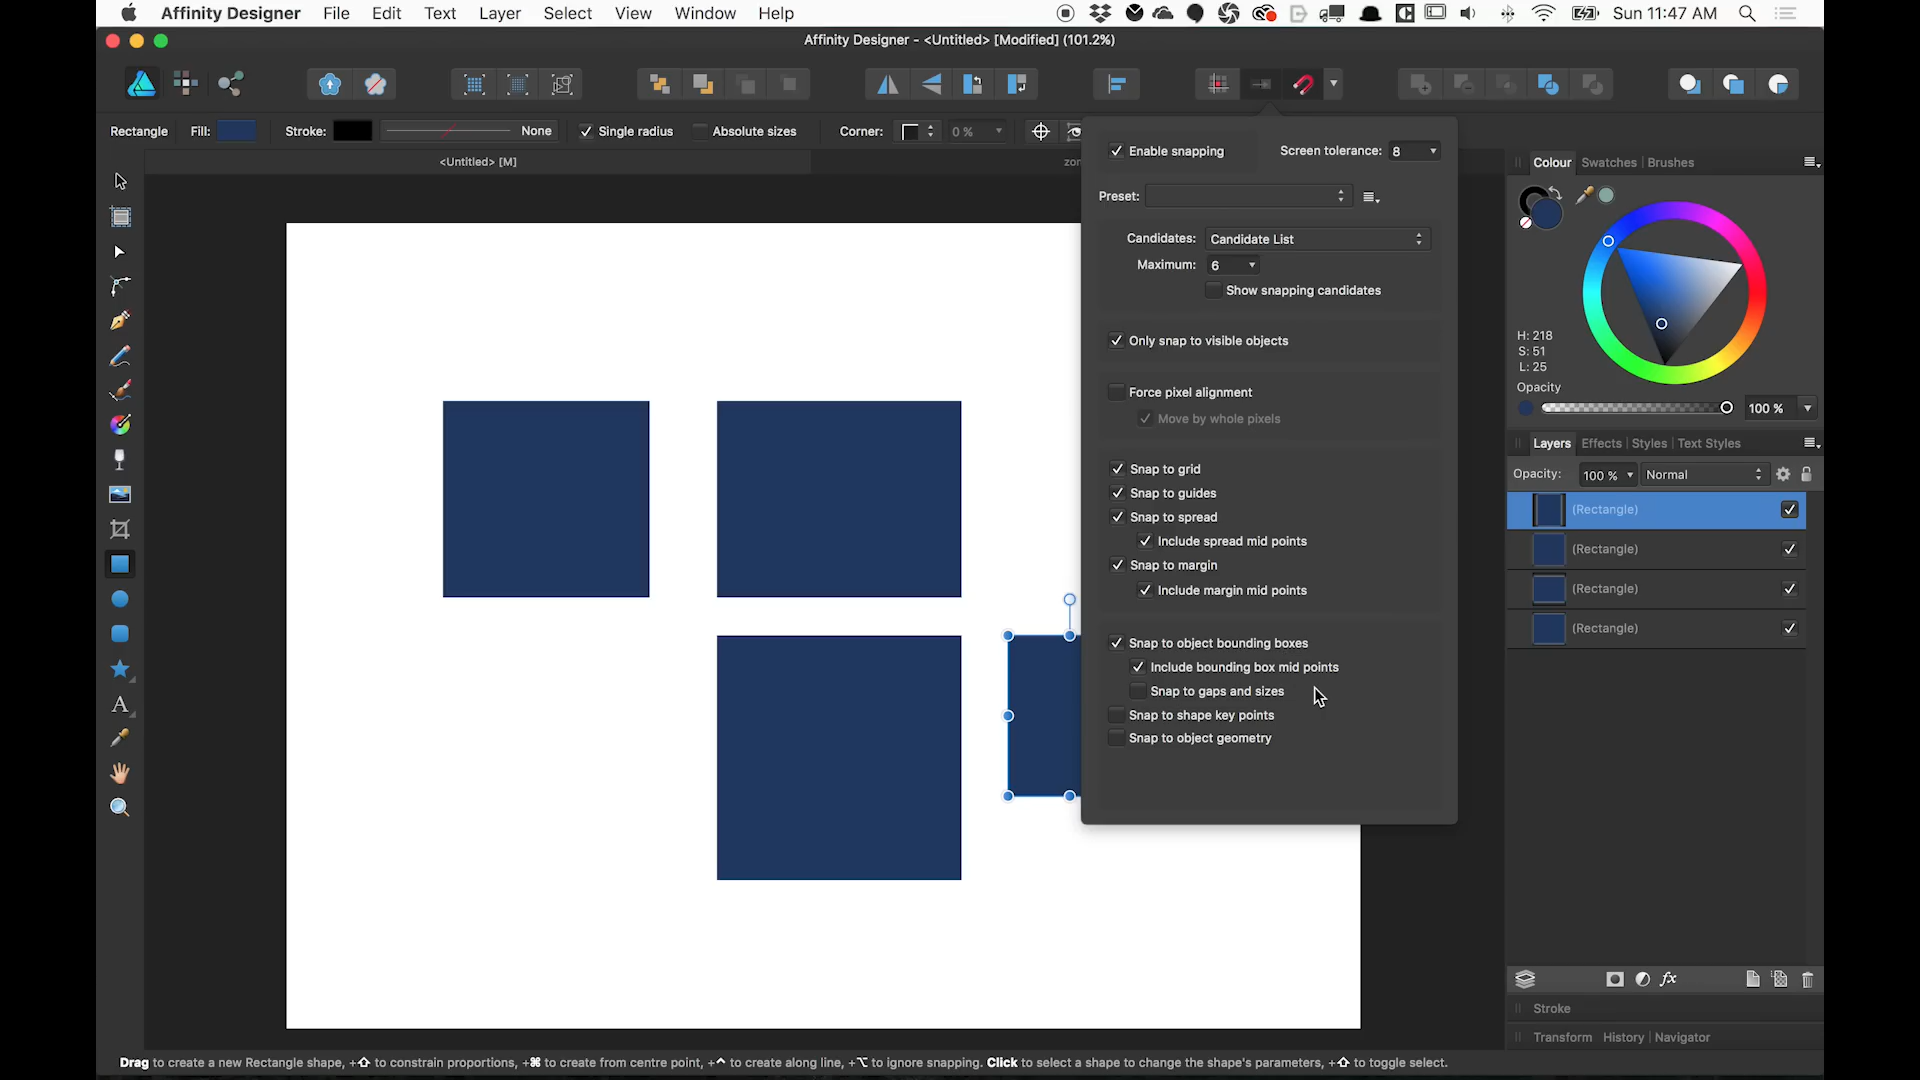 Affinity Designer File Edit Text Layer Select View Window Help Sun 11:47 AM
Affinity Designer - <Untitled> [Modified] (101.2%)
Rectangle Fill: Stroke: None Single radius Absolute sizes Corner: 0 %
<Untitled> [M] zor
Enable snapping Screen tolerance: 8
Preset:
Candidates: Candidate List
Maximum: 6
Show snapping candidates
Only snap to visible objects
Force pixel alignment
Move by whole pixels
Snap to grid
Snap to guides
Snap to spread
Include spread mid points
Snap to margin
Include margin mid points
Snap to object bounding boxes
Include bounding box mid points
Snap to gaps and sizes
Snap to shape key points
Snap to object geometry
Colour Swatches Brushes
H: 218
S: 51
L: 25
Opacity
100 %
Layers Effects Styles Text Styles
Opacity: 100 % Normal
(Rectangle)
(Rectangle)
(Rectangle)
(Rectangle)
fx
Stroke
Transform History Navigator
Drag to create a new Rectangle shape, +⇧ to constrain proportions, +⌘ to create from centre point, +⌃ to create along line, +⌥ to ignore snapping. Click to select a shape to change the shape's parameters, +⇧ to toggle select.